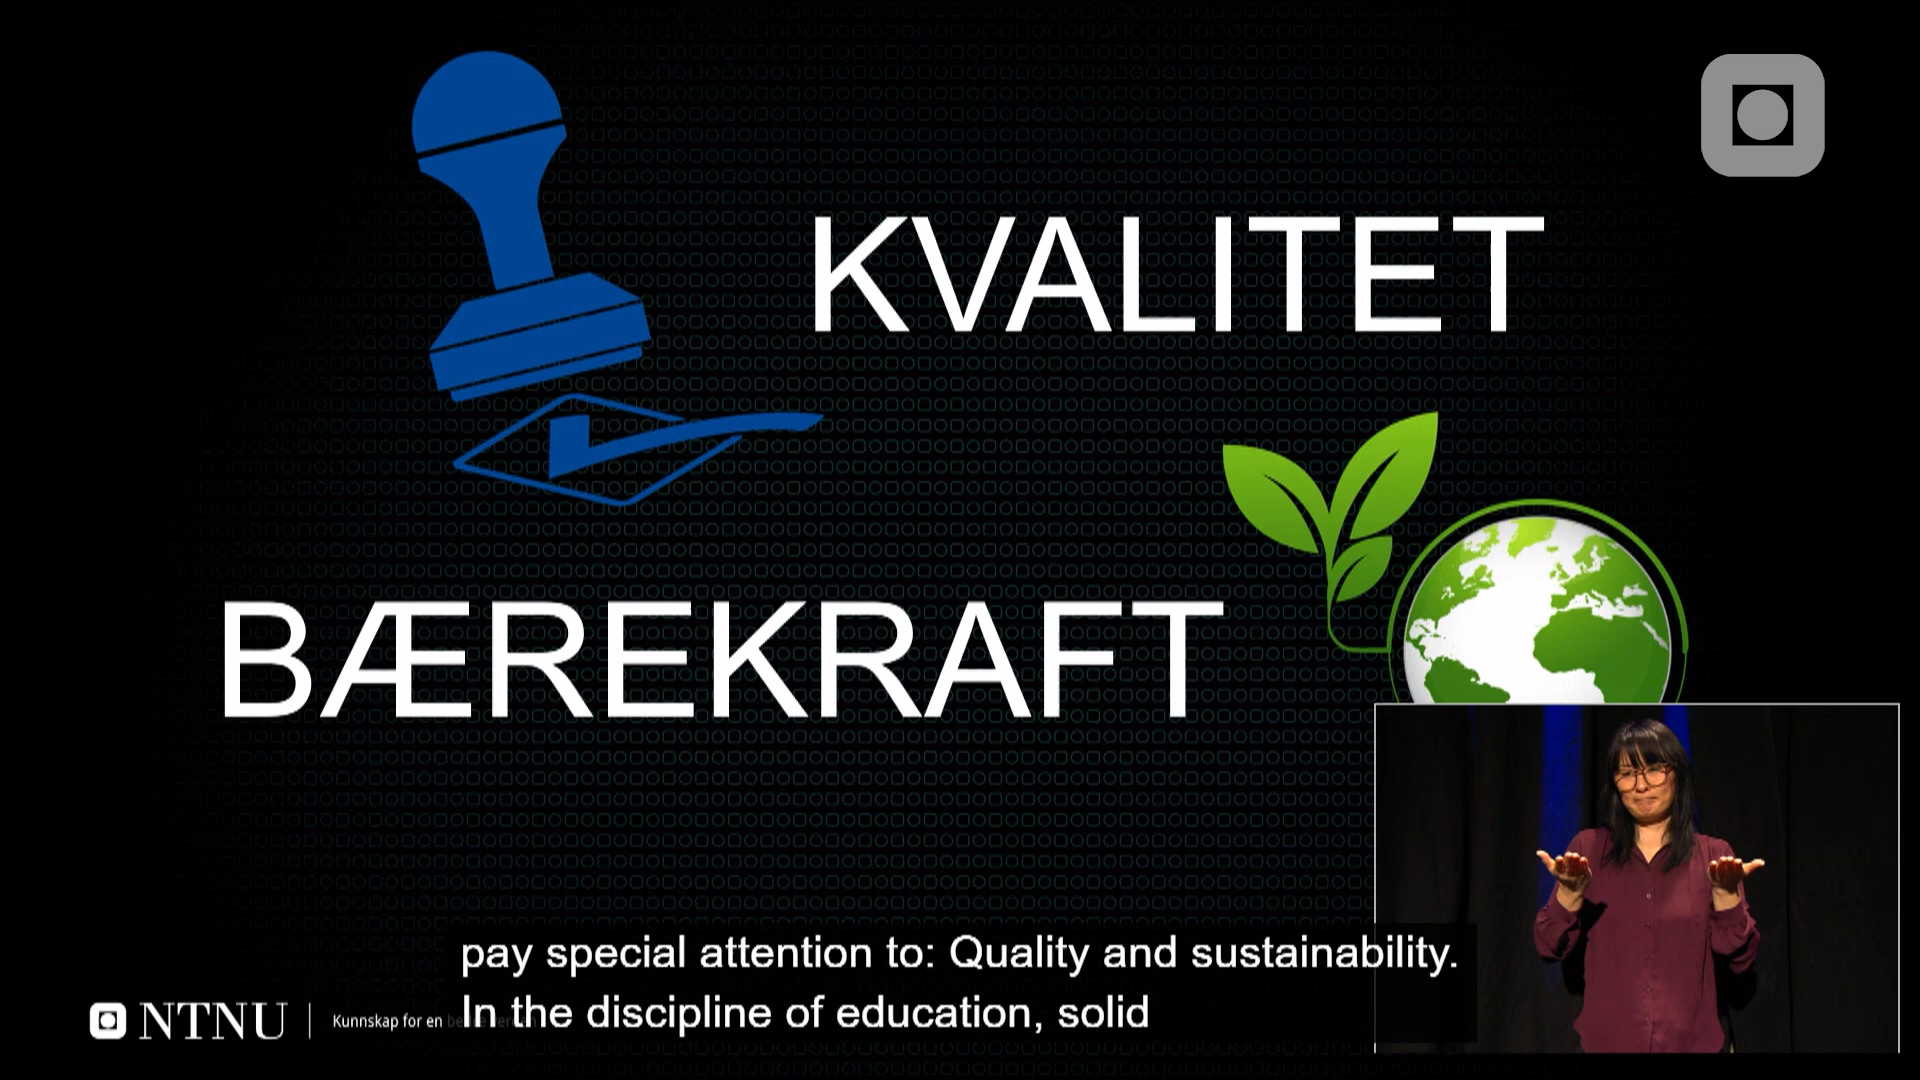 KVALITET
BÆREKRAFT
pay special attention to: Quality and sustainability.
In the discipline of education, solid
NTNU
Kunnskap for en